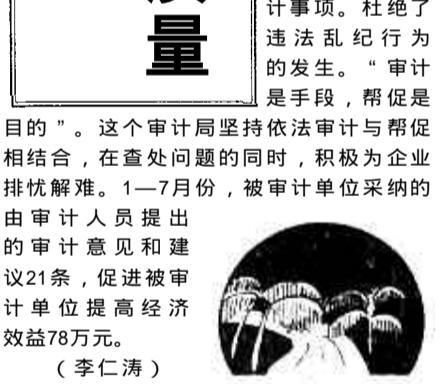 量
计事项。杜绝了
违法乱纪行为
的发生。“审计
是手段，帮促是
目的”。这个审计局坚持依法审计与帮促
相结合，在查处问题的同时，积极为企业
排忧解难。1—7月份，被审计单位采纳的
由审计人员提出
的审计意见和建
议21条，促进被审
计单位提高经济
效益78万元。
（李仁涛）